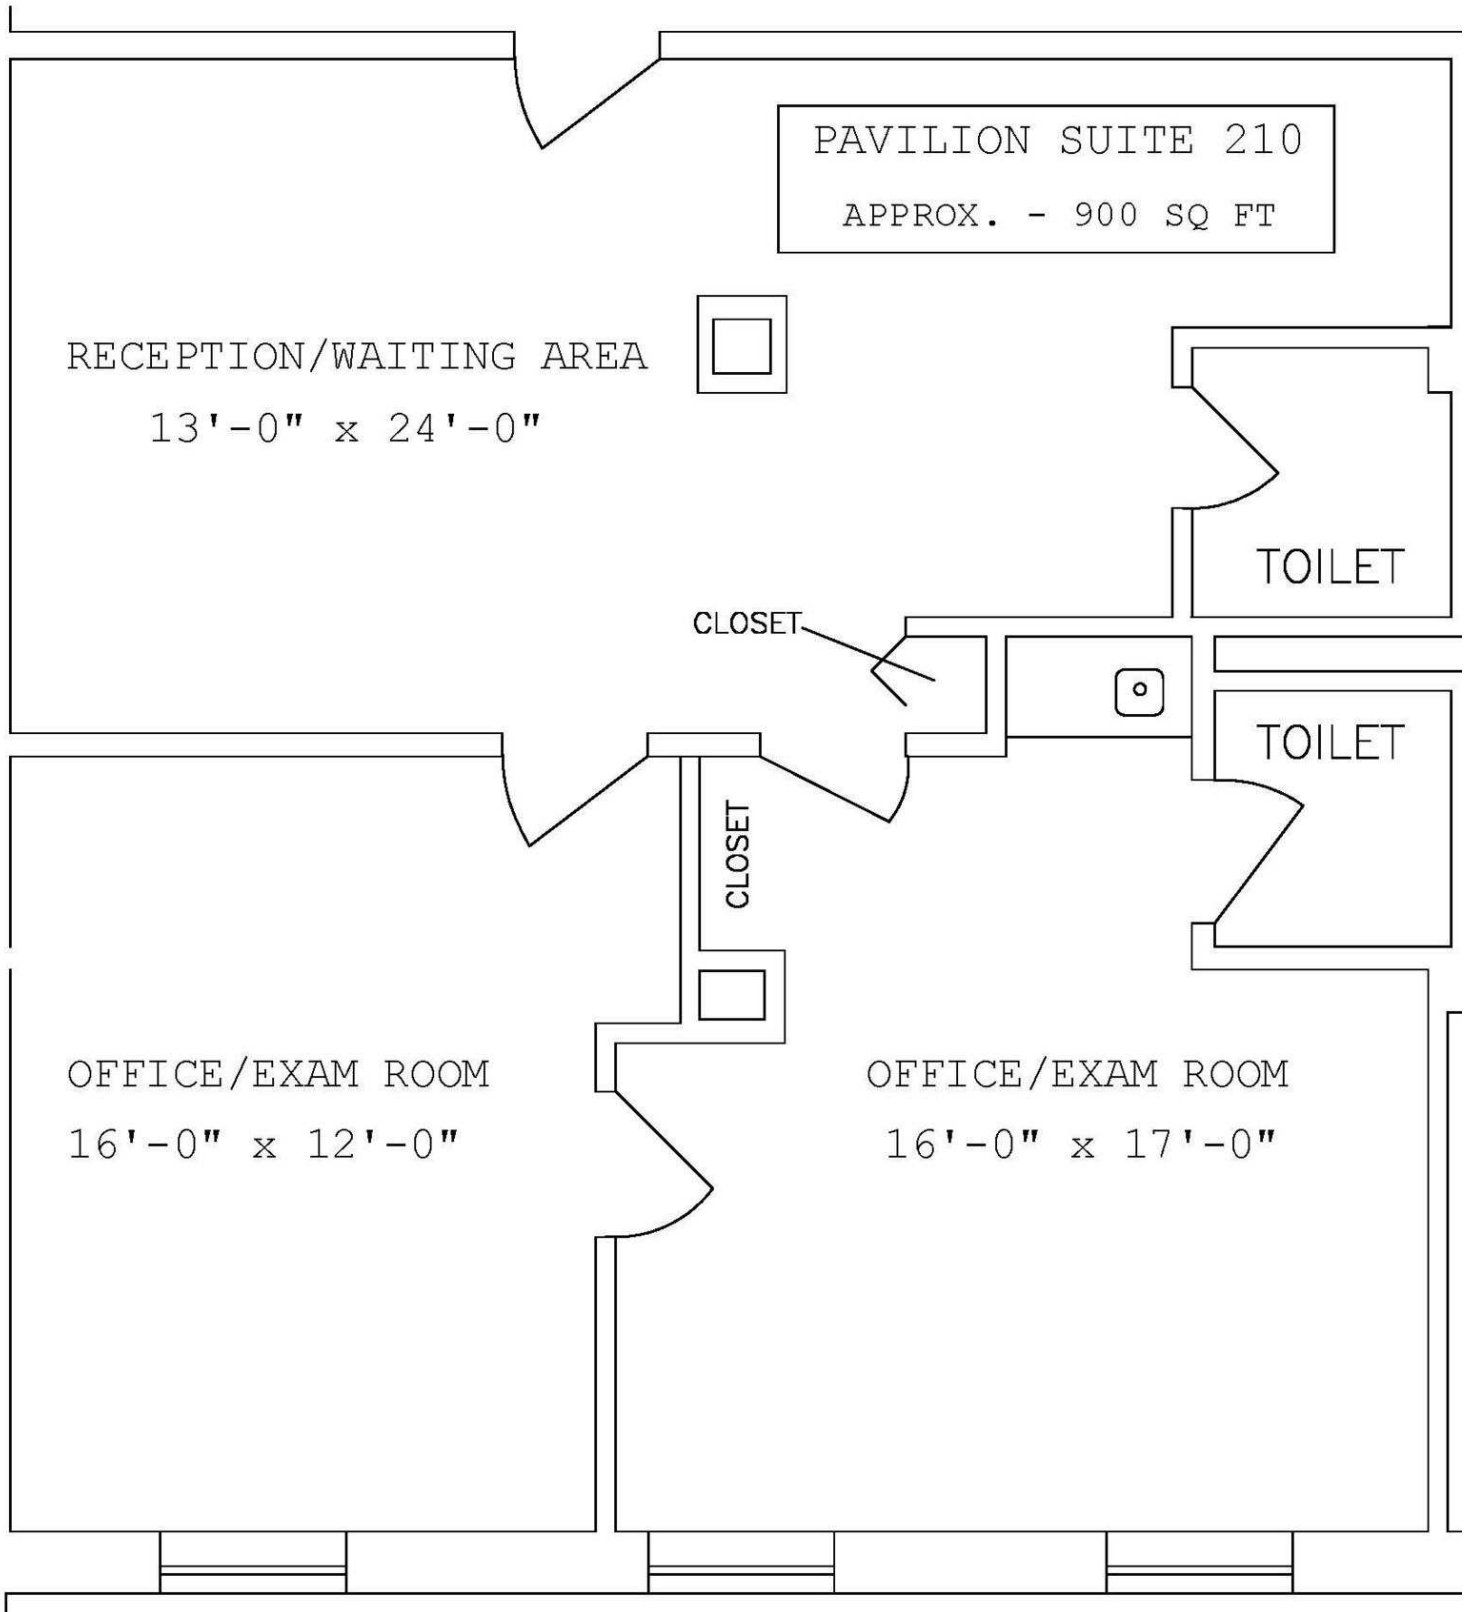 PAVILION SUITE 210
APPROX. - 900 SQ FT
RECEPTION/WAITING AREA
13'-0" x 24'-0"
TOILET
CLOSET
TOILET
CLOSET
OFFICE/EXAM ROOM
16'-0" x 12'-0"
OFFICE/EXAM ROOM
16'-0" x 17'-0"